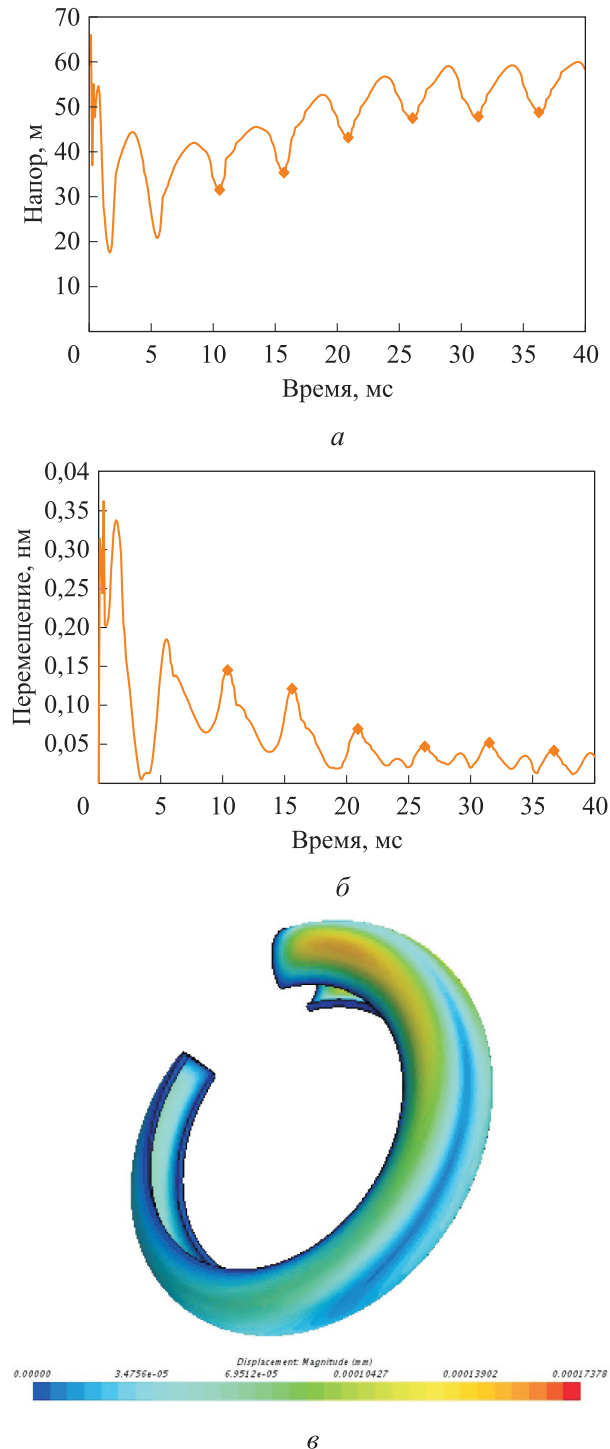 70
60
50
40
30
20
10
Напор, м
0 5 10 15 20 25 30 35 40
Время, мс
а
0,04
0,35
0,30
0,25
0,20
0,15
0,10
0,05
Перемещение, нм
0 5 10 15 20 25 30 35 40
Время, мс
б
Displacement: Magnitude (mm)
0.00000 3.4756e-05 6.9512e-05 0.00010427 0.00013902 0.00017378
в